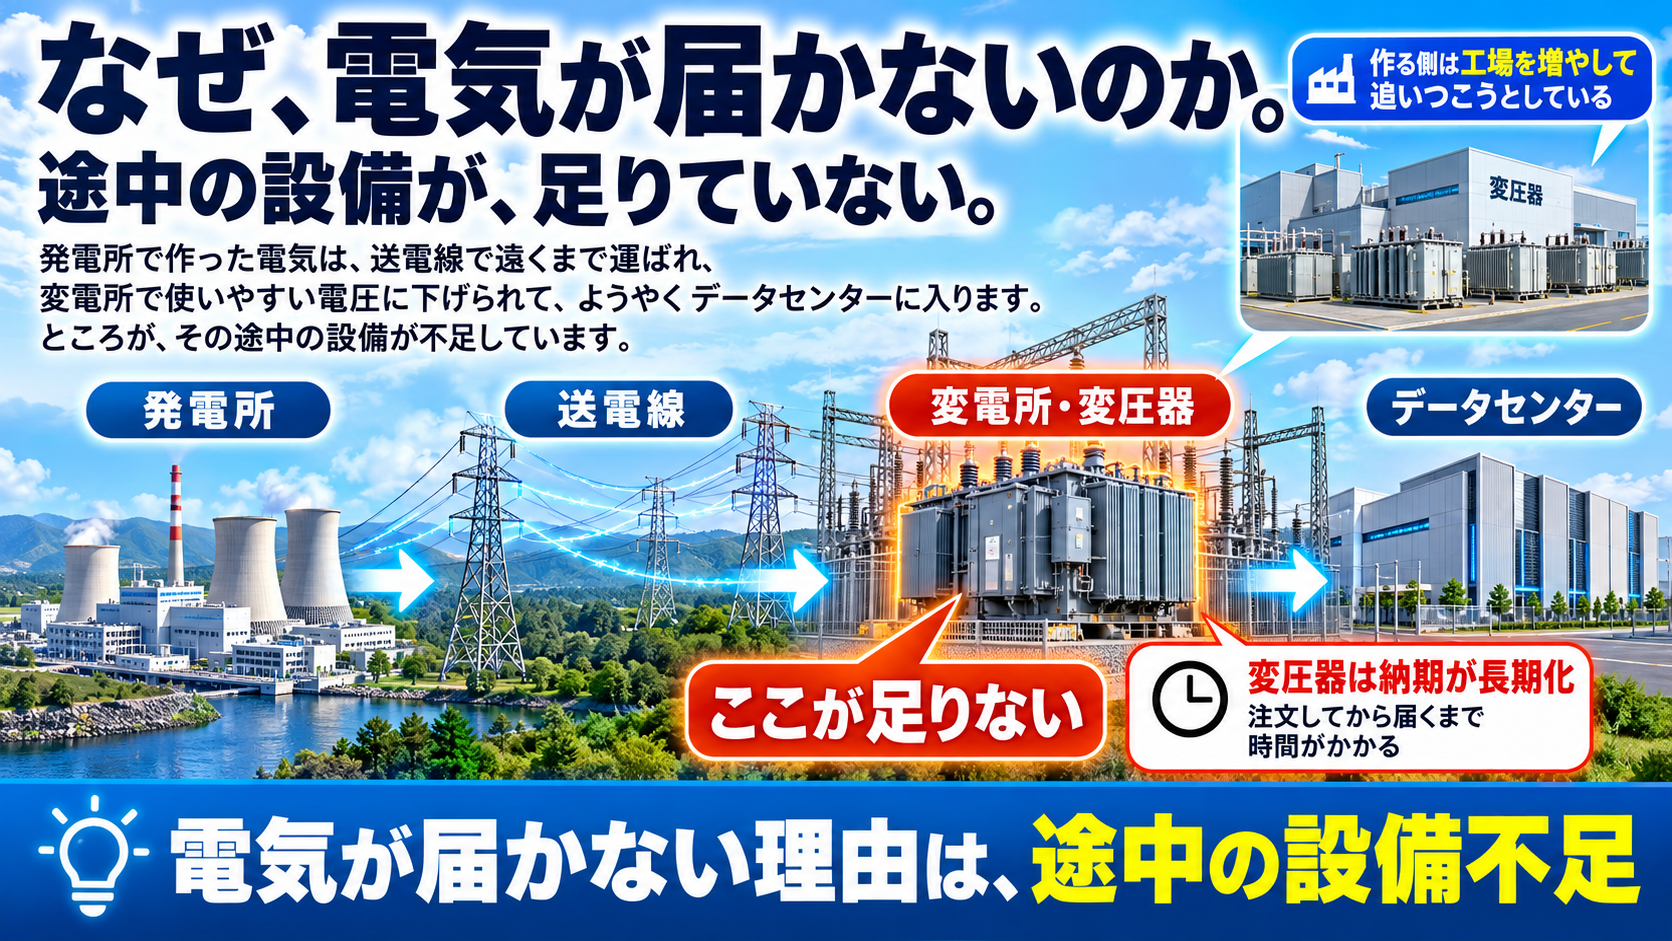 なぜ、電気が届かないのか。
途中の設備が、足りていない。
発電所で作った電気は、送電線で遠くまで運ばれ、
変電所で使いやすい電圧に下げられて、ようやくデータセンターに入ります。
ところが、その途中の設備が不足しています。
作る側は工場を増やして
追いつこうとしている
変圧器
発電所
送電線
変電所・変圧器
データセンター
ここが足りない
変圧器は納期が長期化
注文してから届くまで
時間がかかる
電気が届かない理由は、途中の設備不足